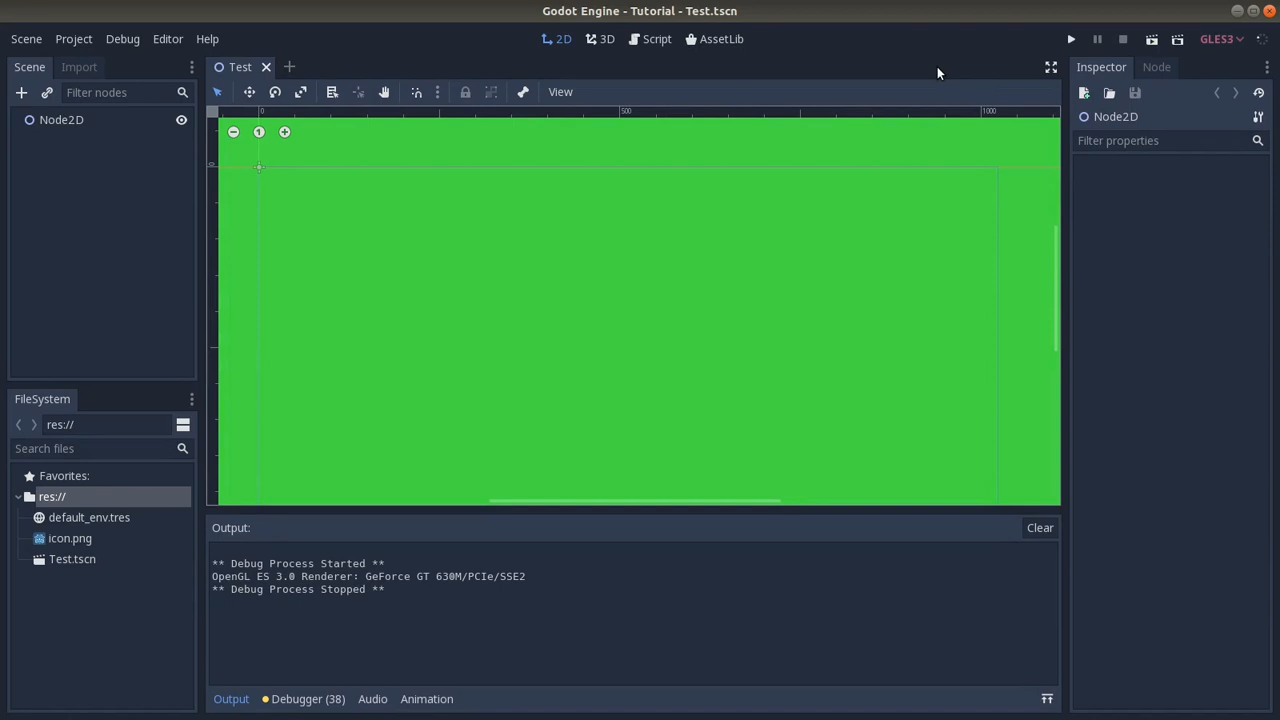 Godot Engine - Tutorial - Test.tscn
Scene Project Debug Editor Help
2D 3D Script AssetLib
GLES3
Scene Import
Test
Inspector Node
Filter nodes
View
Node2D
Node2D
Filter properties
0 500 1000
0
1
FileSystem
res://
Search files
Favorites:
res://
default_env.tres
icon.png
Test.tscn
Output:
Clear
** Debug Process Started **
OpenGL ES 3.0 Renderer: GeForce GT 630M/PCIe/SSE2
** Debug Process Stopped **
Output Debugger (38) Audio Animation